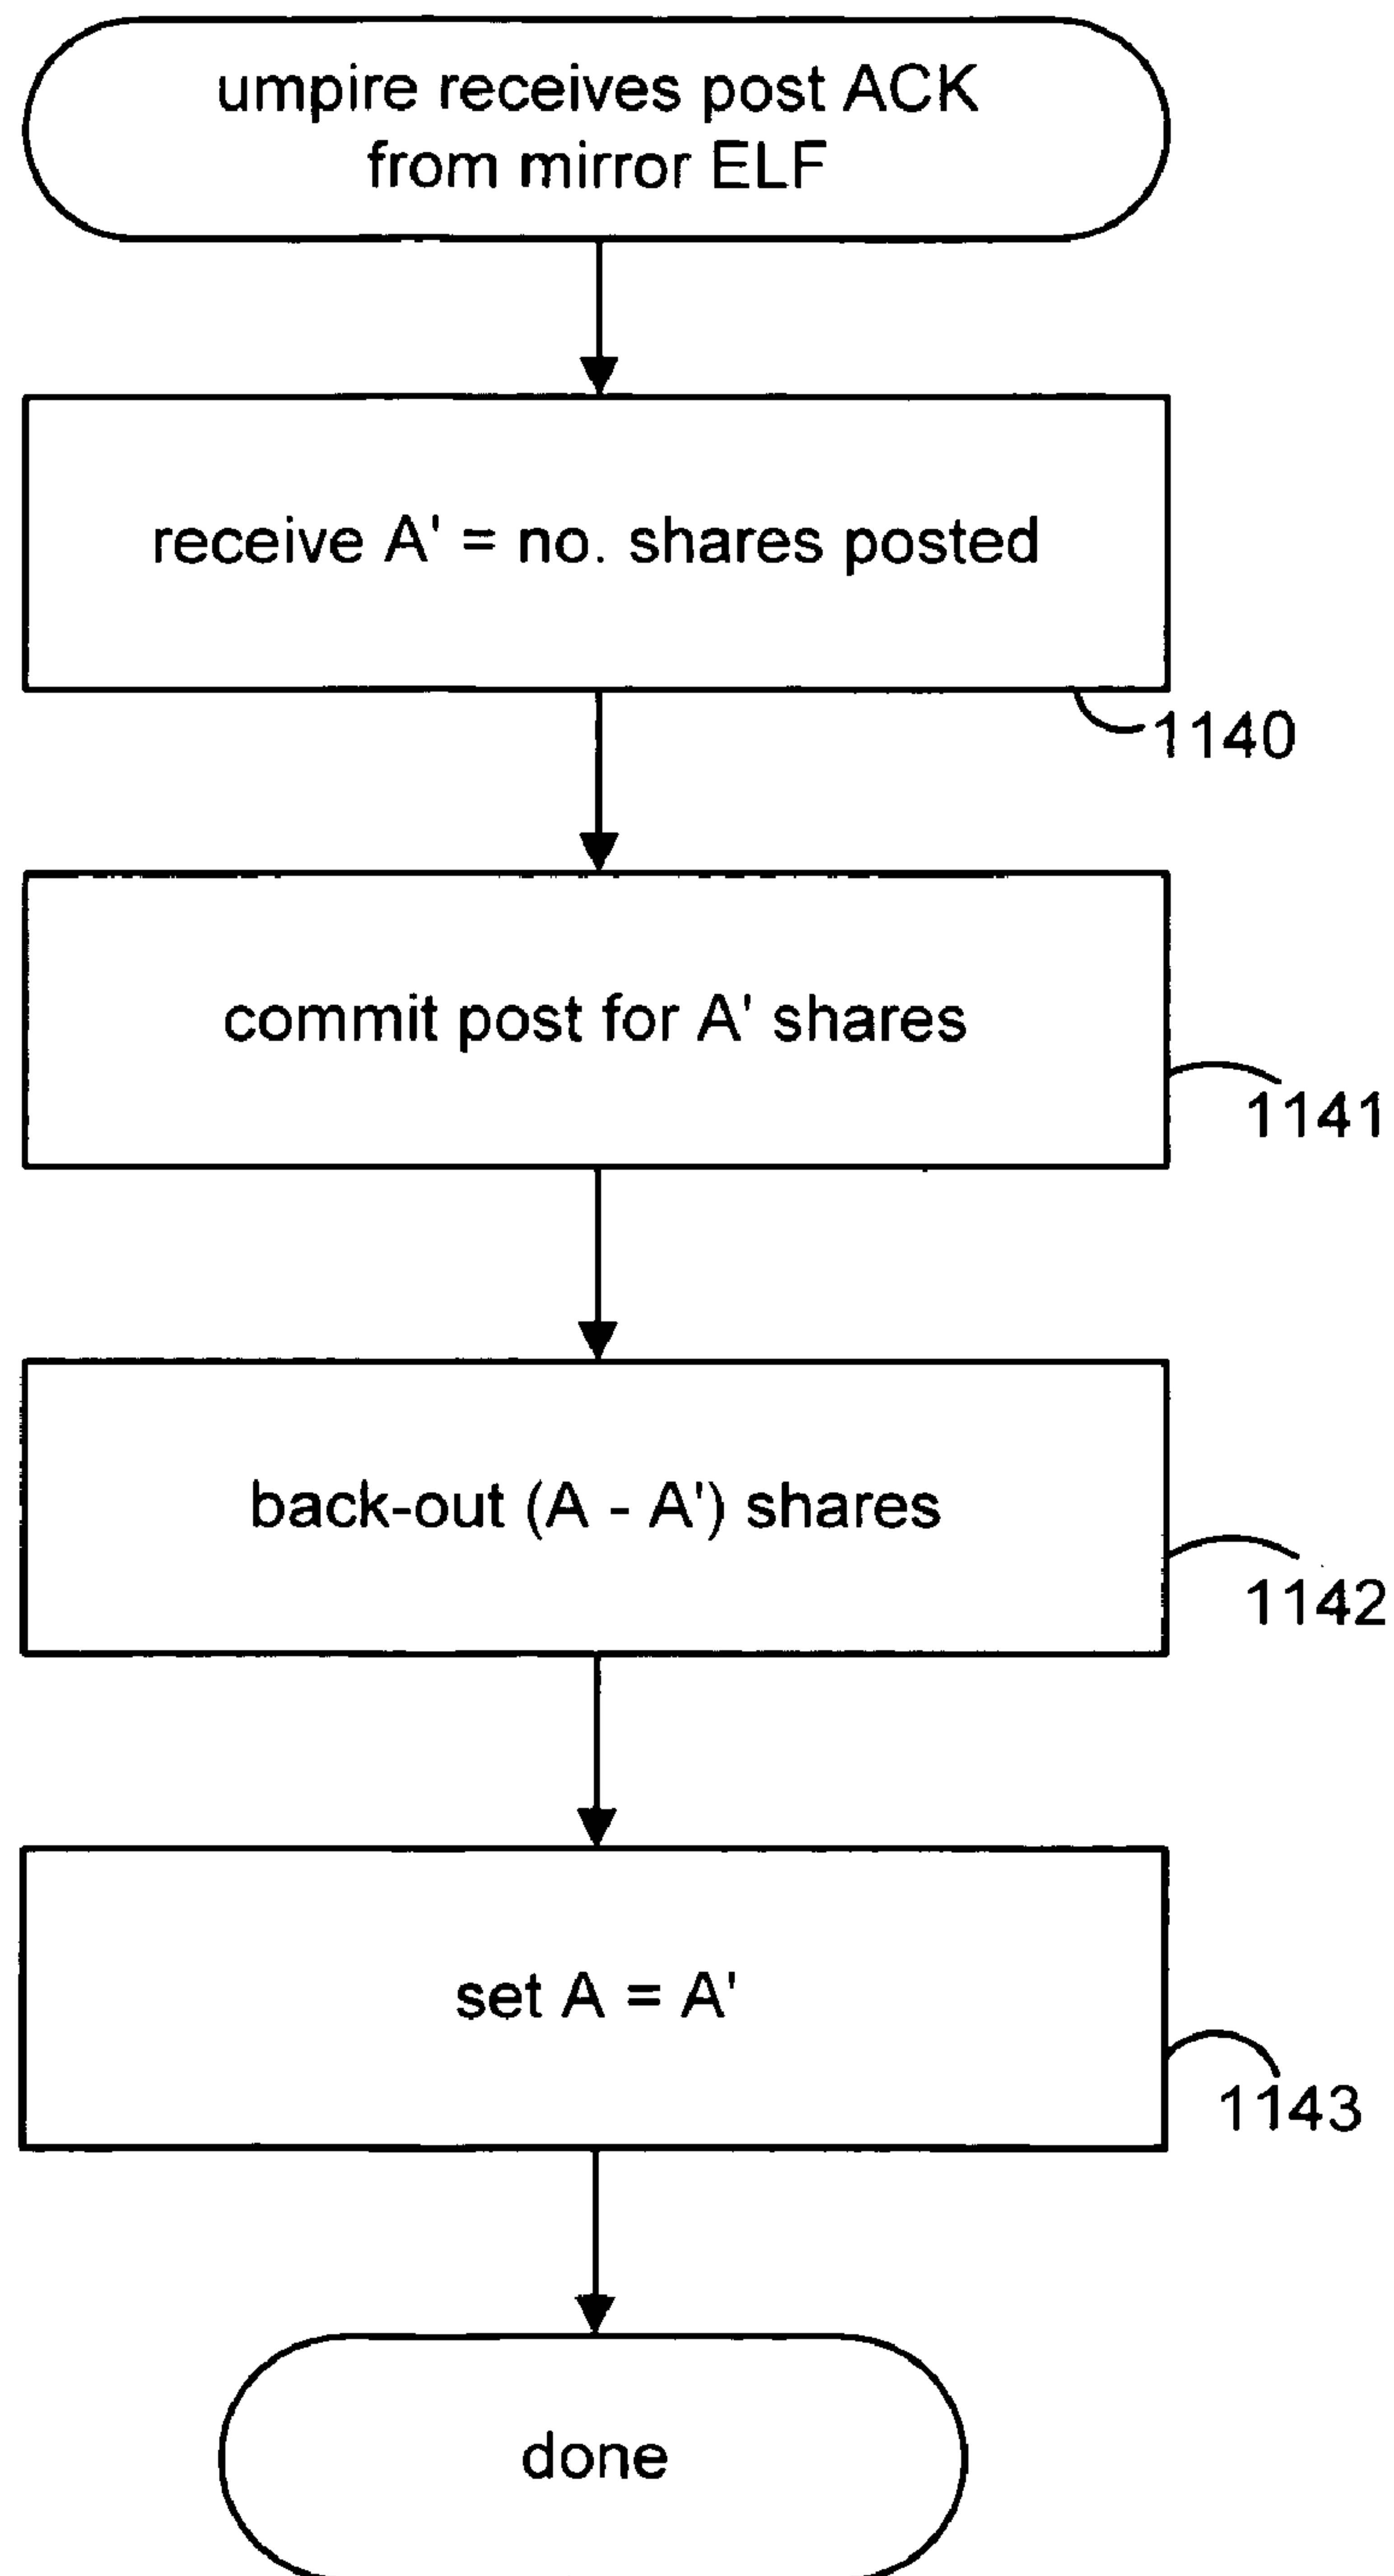 umpire receives post ACK
from mirror ELF
receive A' = no. shares posted
1140
commit post for A' shares
1141
back-out (A - A') shares
1142
set A = A'
1143
done